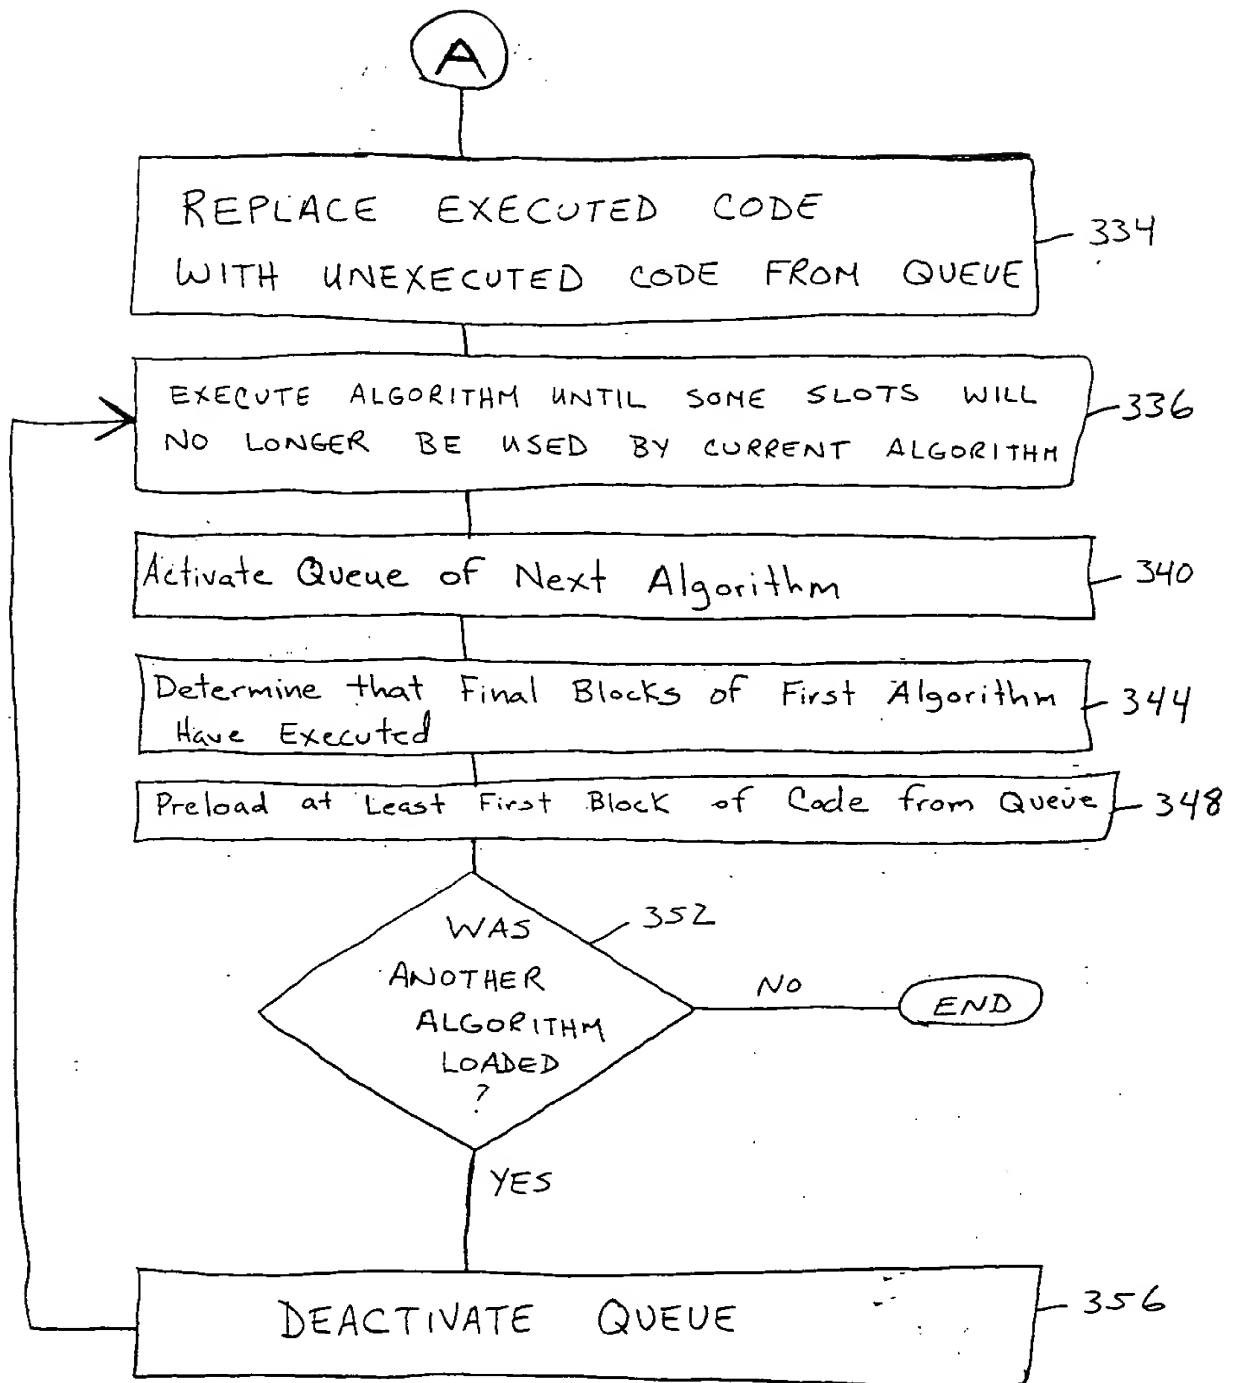 A
REPLACE EXECUTED CODE
WITH UNEXECUTED CODE FROM QUEUE
334
EXECUTE ALGORITHM UNTIL SOME SLOTS WILL
NO LONGER BE USED BY CURRENT ALGORITHM
336
Activate Queue of Next Algorithm
340
Determine that Final Blocks of First Algorithm
Have Executed
344
Preload at Least First Block of Code from Queue
348
WAS
ANOTHER
ALGORITHM
LOADED
?
352
NO
END
YES
DEACTIVATE QUEUE
356